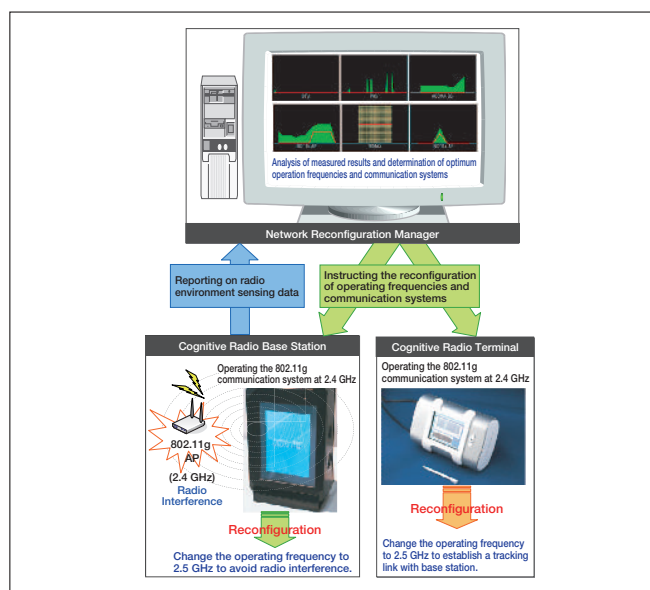 Analysis of measured results and determination of optimum
operation frequencies and communication systems
Network Reconfiguration Manager
Reporting on radio
environment sensing data
Instructing the reconfiguration
of operating frequencies and
communication systems
Cognitive Radio Base Station
Operating the 802.11g
communication system at 2.4 GHz
802.11g
AP
(2.4 GHz)
Radio
Interference
Reconfiguration
Change the operating frequency to
2.5 GHz to avoid radio interference.
Cognitive Radio Terminal
Operating the 802.11g
communication system at 2.4 GHz
Reconfiguration
Change the operating frequency
to 2.5 GHz to establish a tracking
link with base station.